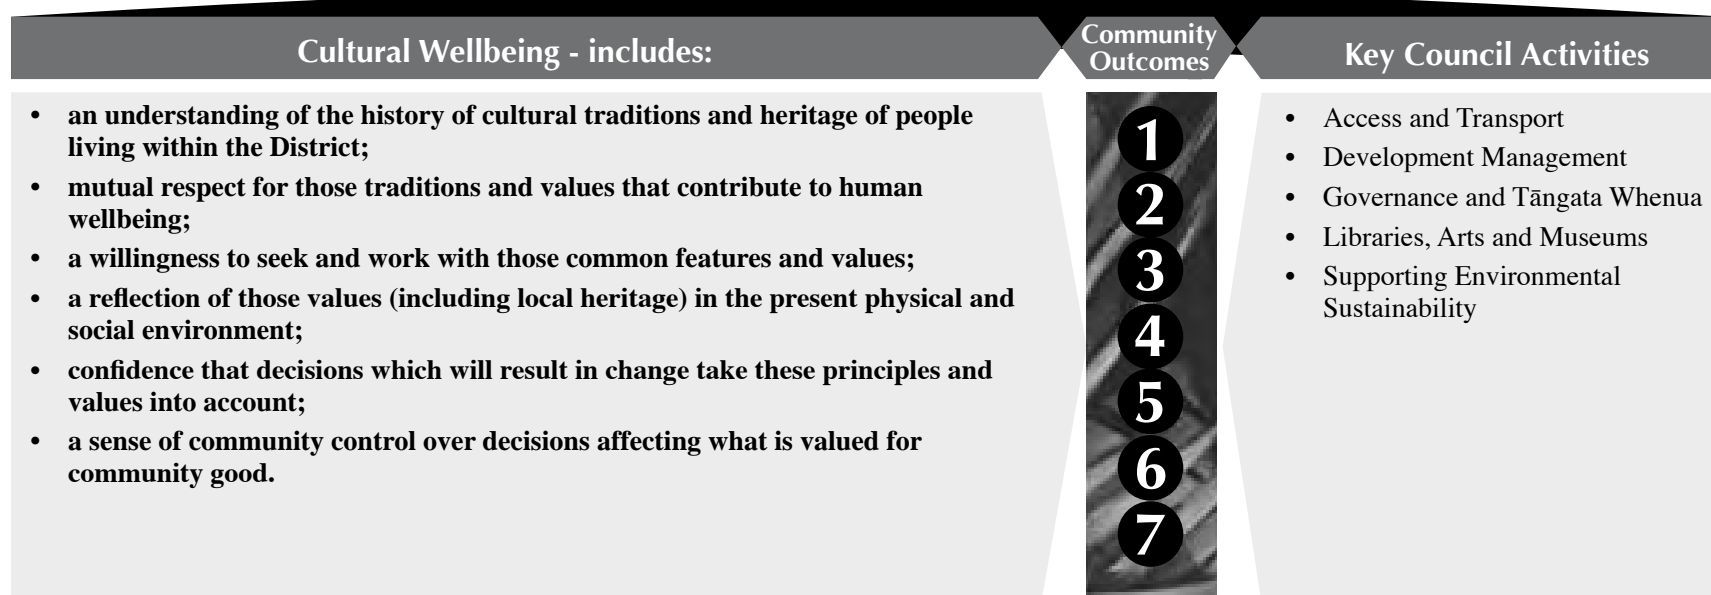 Cultural Wellbeing - includes:
• an understanding of the history of cultural traditions and heritage of people
living within the District;
• mutual respect for those traditions and values that contribute to human
wellbeing;
• a willingness to seek and work with those common features and values;
• a reflection of those values (including local heritage) in the present physical and
social environment;
• confidence that decisions which will result in change take these principles and
values into account;
• a sense of community control over decisions affecting what is valued for
community good.
Community
Outcomes
1
2
3
4
5
6
7
Key Council Activities
• Access and Transport
• Development Management
• Governance and Tāngata Whenua
• Libraries, Arts and Museums
• Supporting Environmental
Sustainability